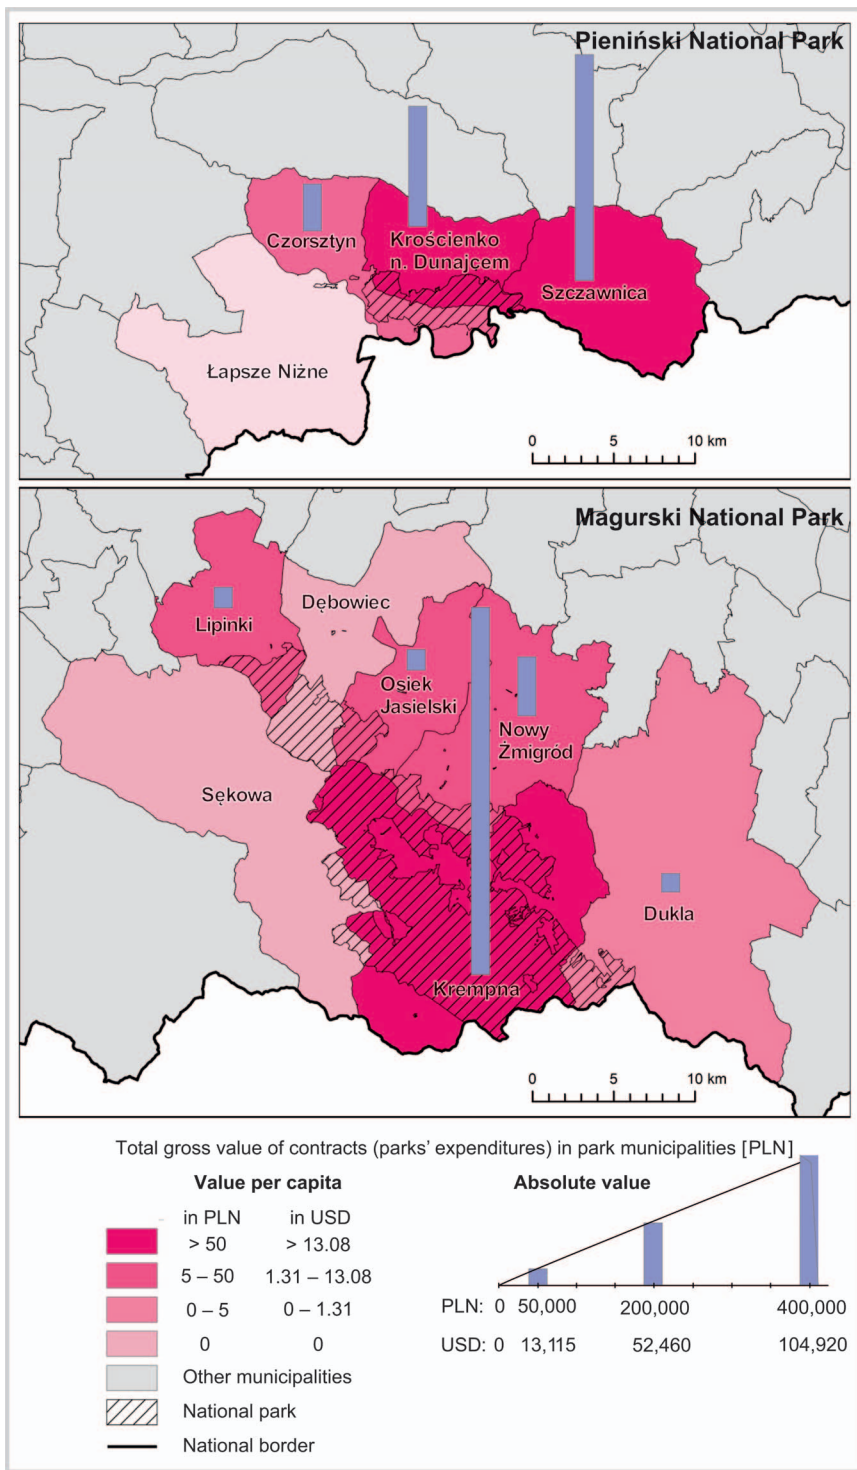 Pieniński National Park
Czorsztyn
Krościenko
n. Dunajcem
Szczawnica
Łapsze Niżne
0 5 10 km
Magurski National Park
Dębowiec
Lipinki
Osiek
Jasielski
Nowy
Żmigród
Sękowa
Dukla
Krempna
0 5 10 km
Total gross value of contracts (parks' expenditures) in park municipalities [PLN]
Value per capita
Absolute value
in PLN in USD
> 50 > 13.08
5 – 50 1.31 – 13.08
0 – 5 0 – 1.31
0 0
Other municipalities
National park
National border
PLN: 0 50,000 200,000 400,000
USD: 0 13,115 52,460 104,920